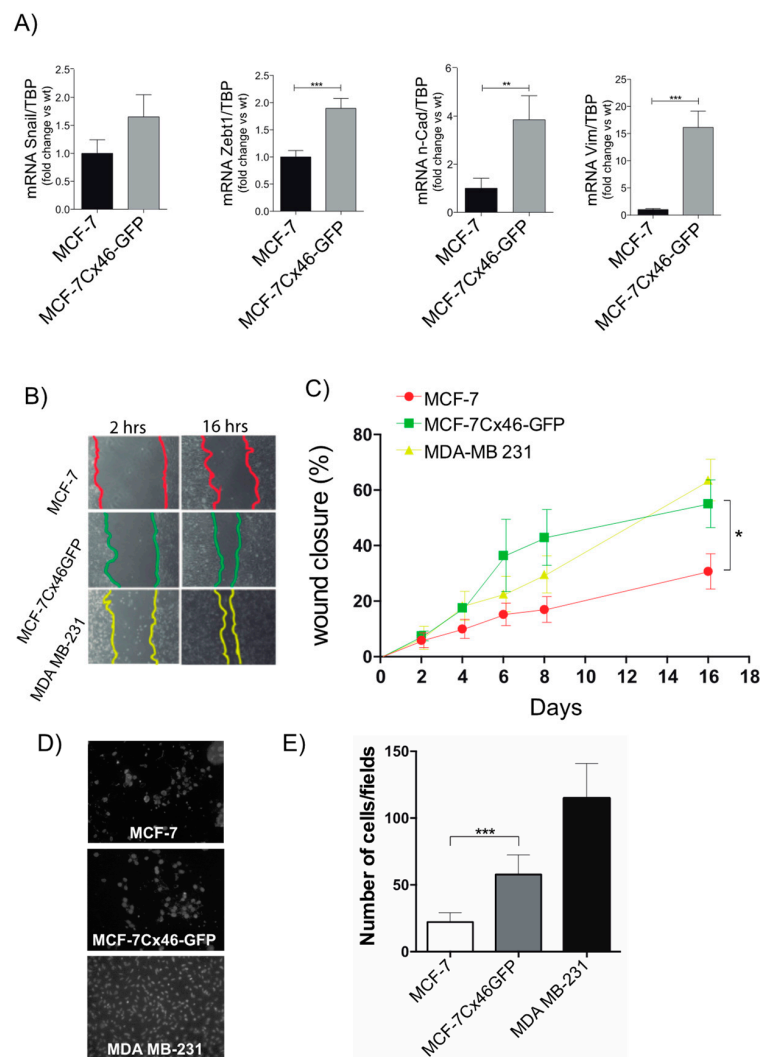 A)
mRNA Snail/TBP
(fold change vs wt)
2.5
2.0
1.5
1.0
0.5
0.0
MCF-7
MCF-7Cx46-GFP
mRNA Zebt1/TBP
(fold change vs wt)
2.5
2.0
1.5
1.0
0.5
0.0
***
MCF-7
MCF-7Cx46-GFP
mRNA n-Cad/TBP
(fold change vs wt)
6
4
2
0
**
MCF-7
MCF-7Cx46-GFP
mRNA Vim/TBP
(fold change vs wt)
25
20
15
10
5
0
***
MCF-7
MCF-7Cx46-GFP
B)
2 hrs
16 hrs
MCF-7
MCF-7Cx46GFP
MDA MB-231
C)
MCF-7
MCF-7Cx46-GFP
MDA-MB 231
wound closure (%)
80
60
40
20
0
*
0 2 4 6 8 10 12 14 16 18
Days
D)
MCF-7
MCF-7Cx46-GFP
MDA MB-231
E)
Number of cells/fields
150
100
50
0
***
MCF-7
MCF-7Cx46GFP
MDA MB-231